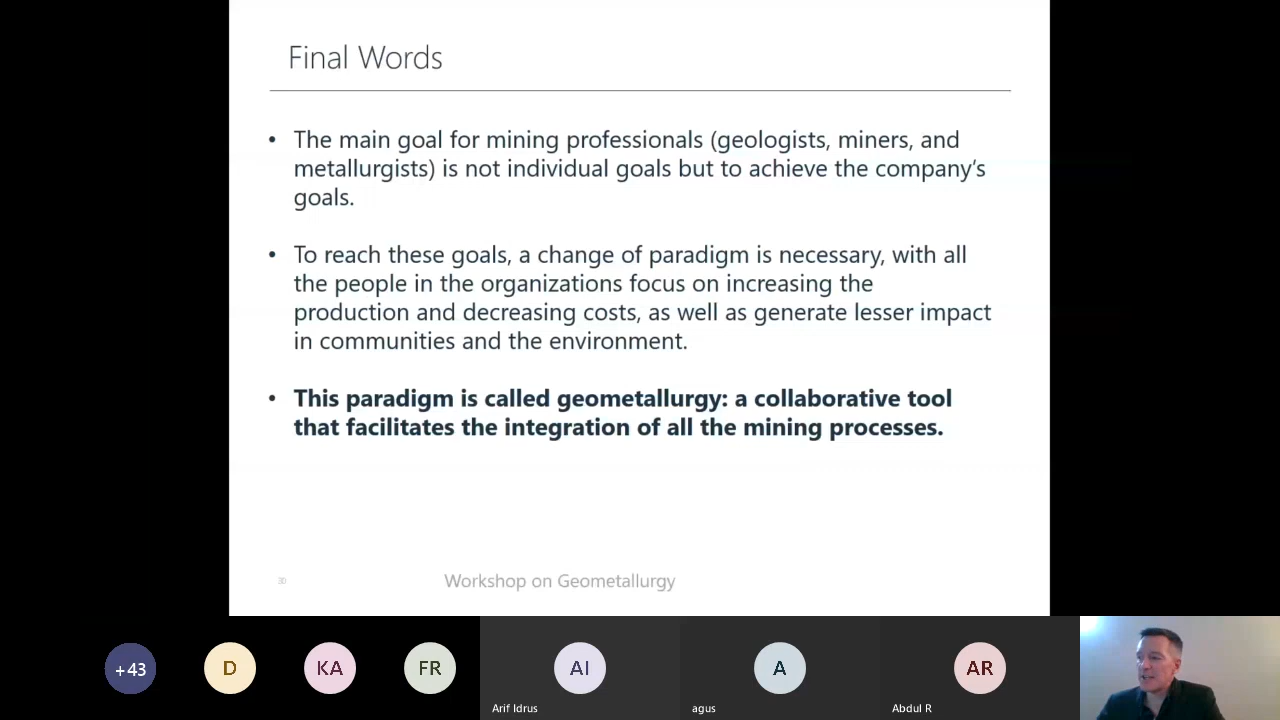 Final Words
• The main goal for mining professionals (geologists, miners, and
metallurgists) is not individual goals but to achieve the company's
goals.
• To reach these goals, a change of paradigm is necessary, with all
the people in the organizations focus on increasing the
production and decreasing costs, as well as generate lesser impact
in communities and the environment.
• This paradigm is called geometallurgy: a collaborative tool
that facilitates the integration of all the mining processes.
30
Workshop on Geometallurgy
+43
D
KA
FR
AI
A
AR
Arif Idrus
agus
Abdul R